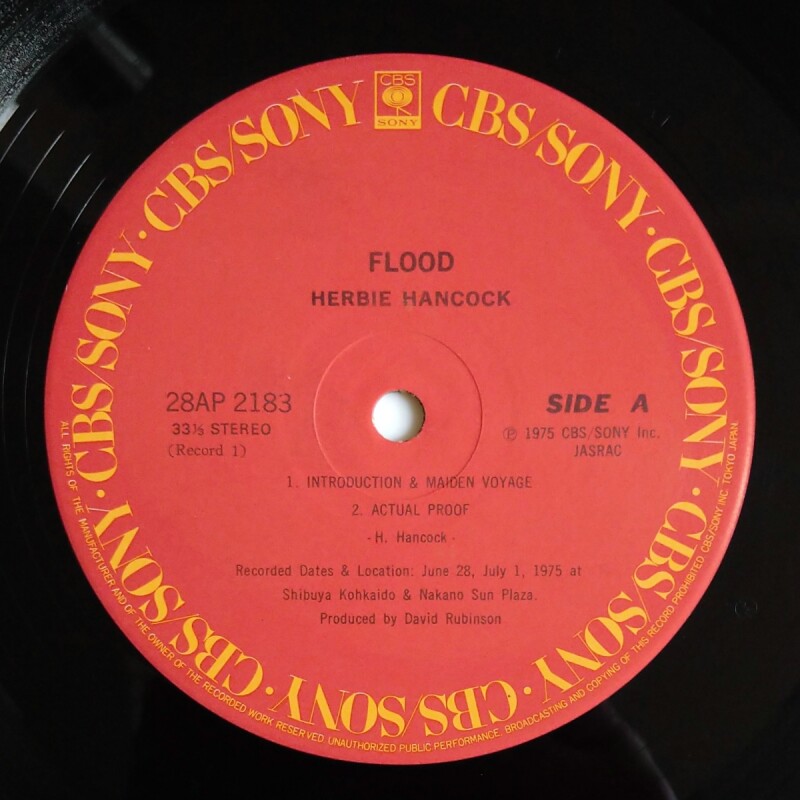 CBS
SONY
CBS/SONY · CBS/SONY · CBS/SONY · CBS/SONY · CBS/SONY · CBS/SONY · CBS/SONY · CBS/SONY
FLOOD
HERBIE HANCOCK
28AP 2183
33⅓ STEREO
(Record 1)
SIDE A
Ⓟ 1975 CBS/SONY Inc.
JASRAC
1. INTRODUCTION & MAIDEN VOYAGE
2. ACTUAL PROOF
- H. Hancock -
Recorded Dates & Location: June 28, July 1, 1975 at
Shibuya Kohkaido & Nakano Sun Plaza.
Produced by David Rubinson
ALL RIGHTS OF THE MANUFACTURER AND OF THE OWNER OF THE RECORDED WORK RESERVED. UNAUTHORIZED PUBLIC PERFORMANCE. BROADCASTING AND COPYING OF THIS RECORD PROHIBITED. CBS/SONY INC. TOKYO JAPAN.